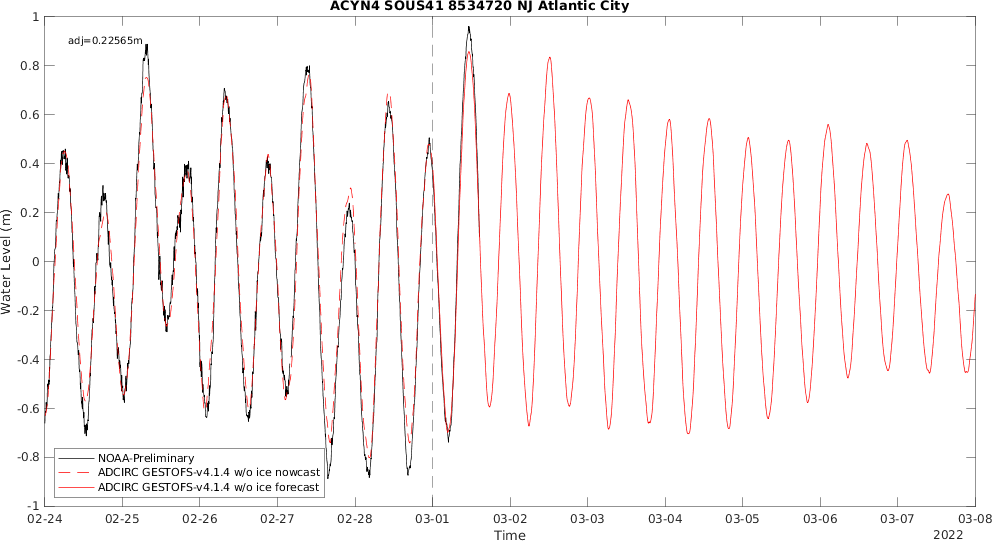 ACYN4 SOUS41 8534720 NJ Atlantic City
adj=0.22565m
1
0.8
0.6
0.4
0.2
0
-0.2
-0.4
-0.6
-0.8
-1
Water Level (m)
NOAA-Preliminary
ADCIRC GESTOFS-v4.1.4 w/o ice nowcast
ADCIRC GESTOFS-v4.1.4 w/o ice forecast
02-24 02-25 02-26 02-27 02-28 03-01 03-02 03-03 03-04 03-05 03-06 03-07 03-08
Time
2022